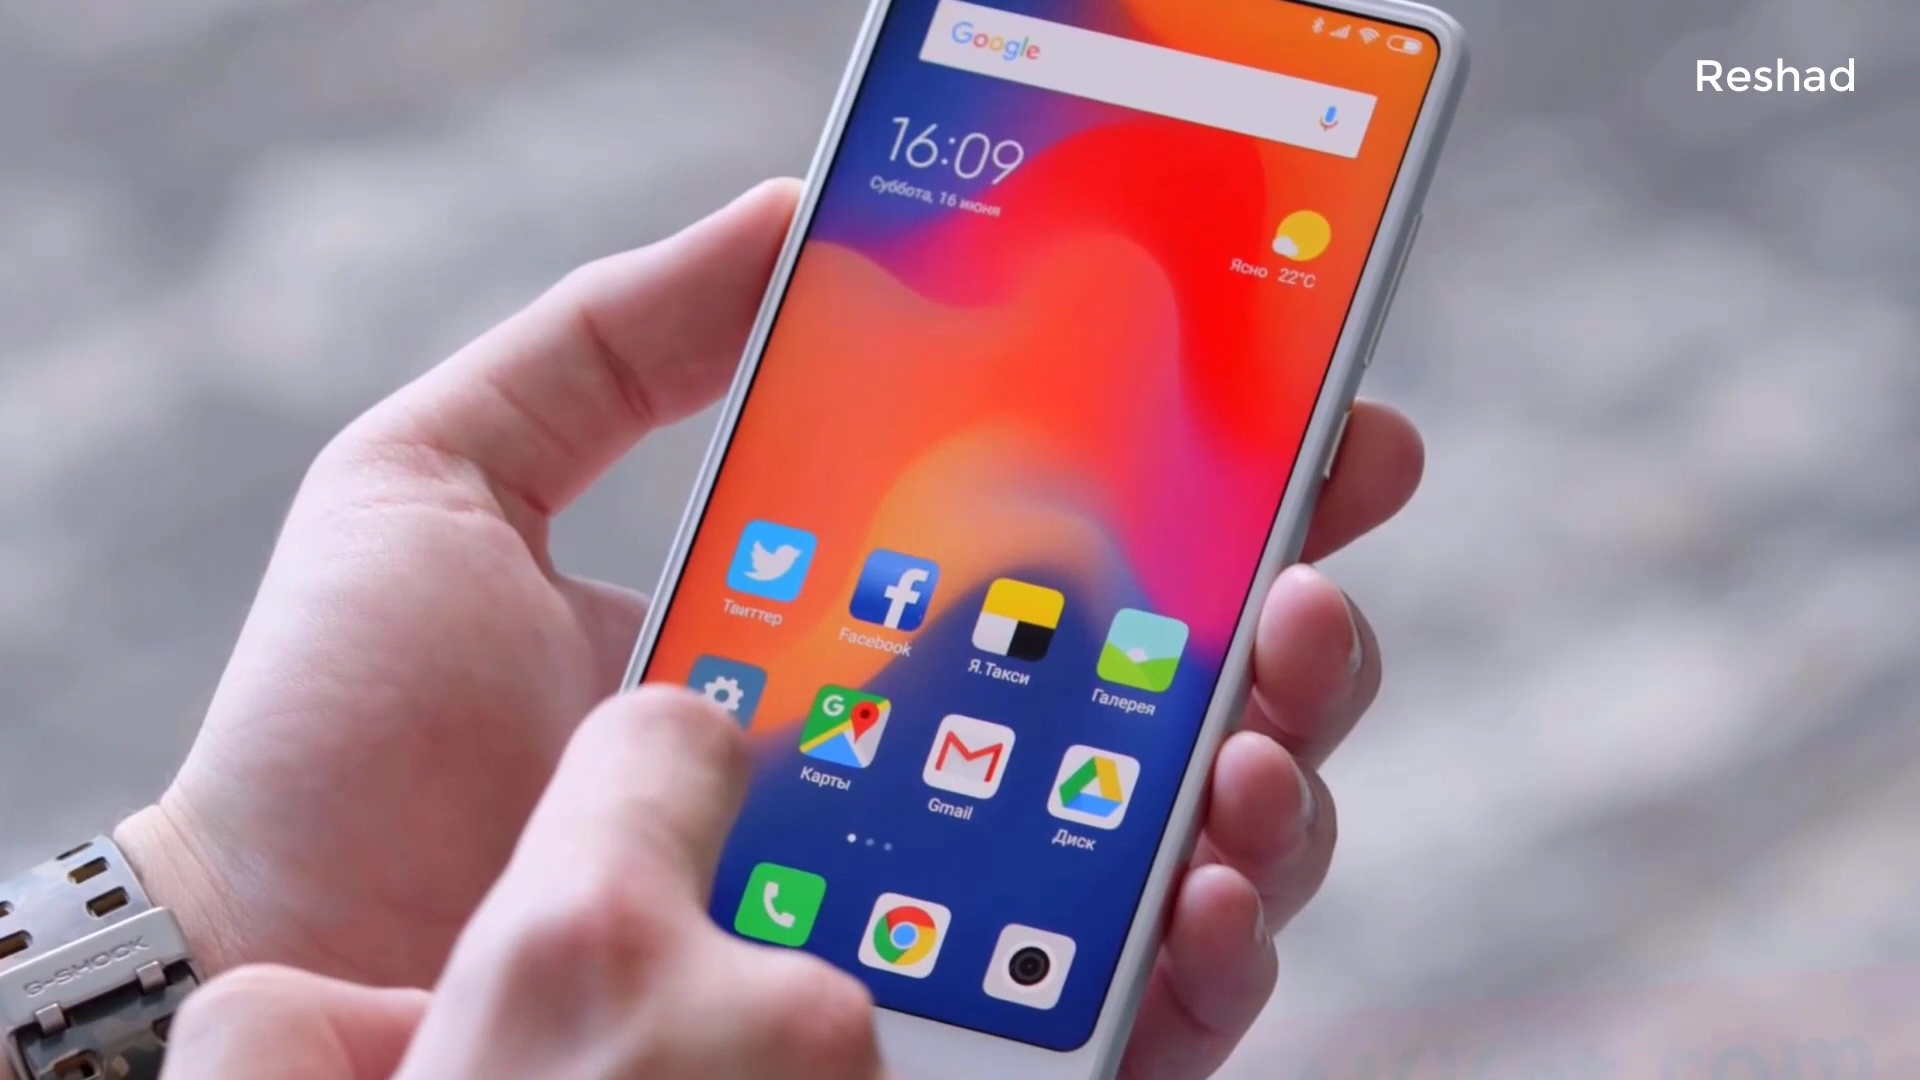 Reshad
Google
16:09
Суббота, 16 июня
Ясно 22°C
Твиттер
Facebook
Я.Такси
Галерея
G
Карты
Gmail
Диск
G-SHOCK